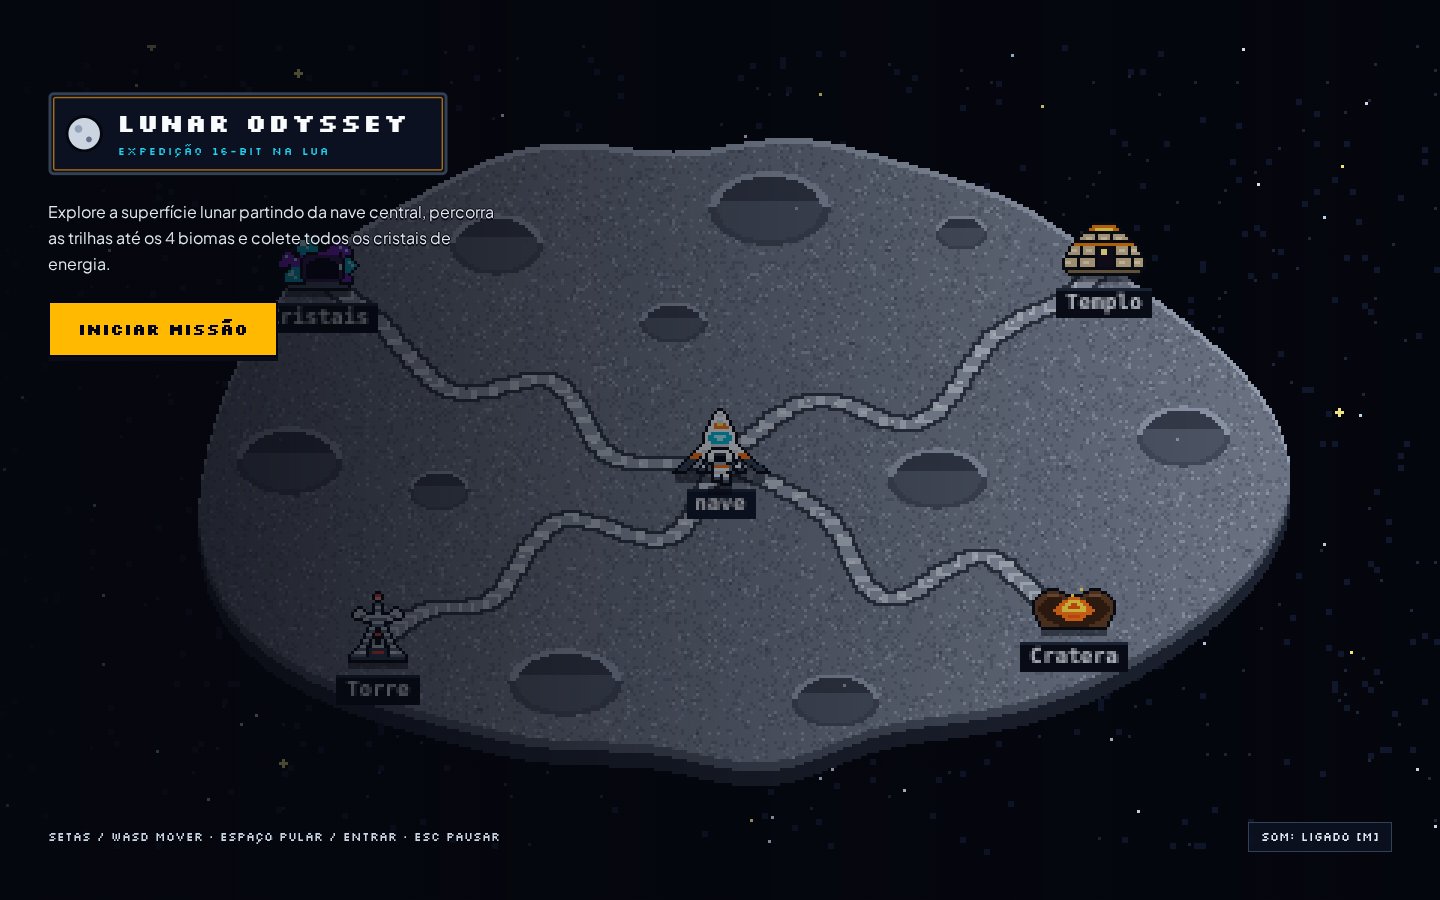 LUNAR ODYSSEY
EXPEDIÇÃO 16-BIT NA LUA
Explore a superfície lunar partindo da nave central, percorra
as trilhas até os 4 biomas e colete todos os cristais de
energia.
INICIAR MISSÃO
ristais
Templo
nave
Cratera
Torre
SETAS / WASD MOVER · ESPAÇO PULAR / ENTRAR · ESC PAUSAR
SOM: LIGADO [M]